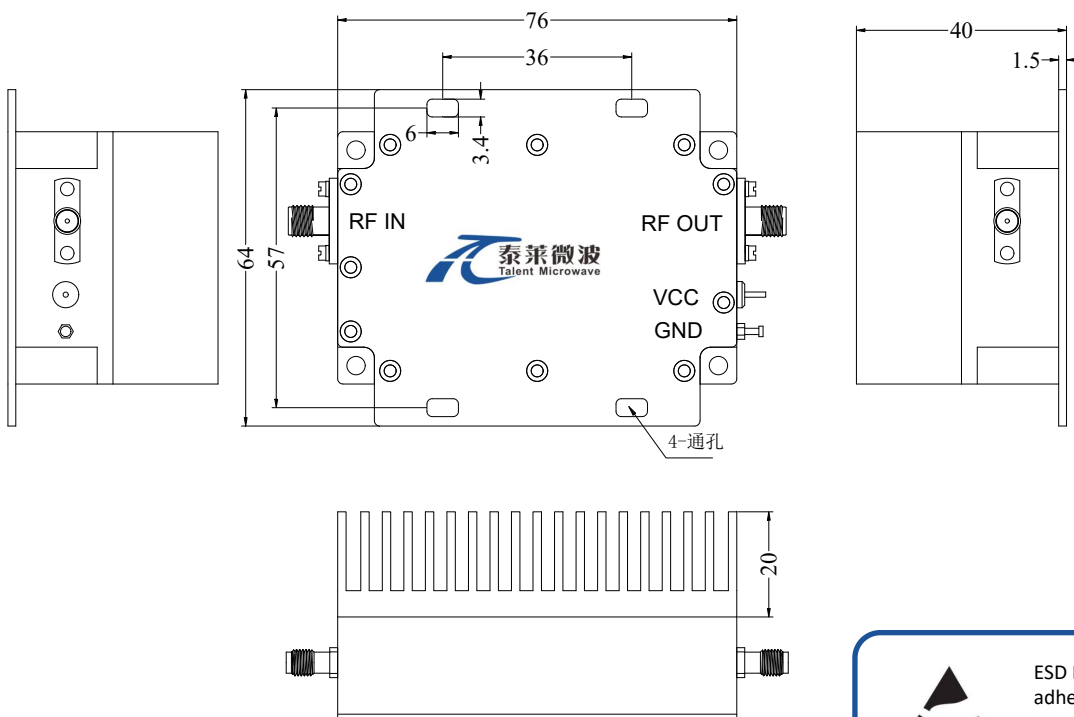 76
36
40
1.5
6
3.4
64
57
RF IN
RF OUT
泰莱微波
Talent Microwave
VCC
GND
4-通孔
20
ESD
adhe